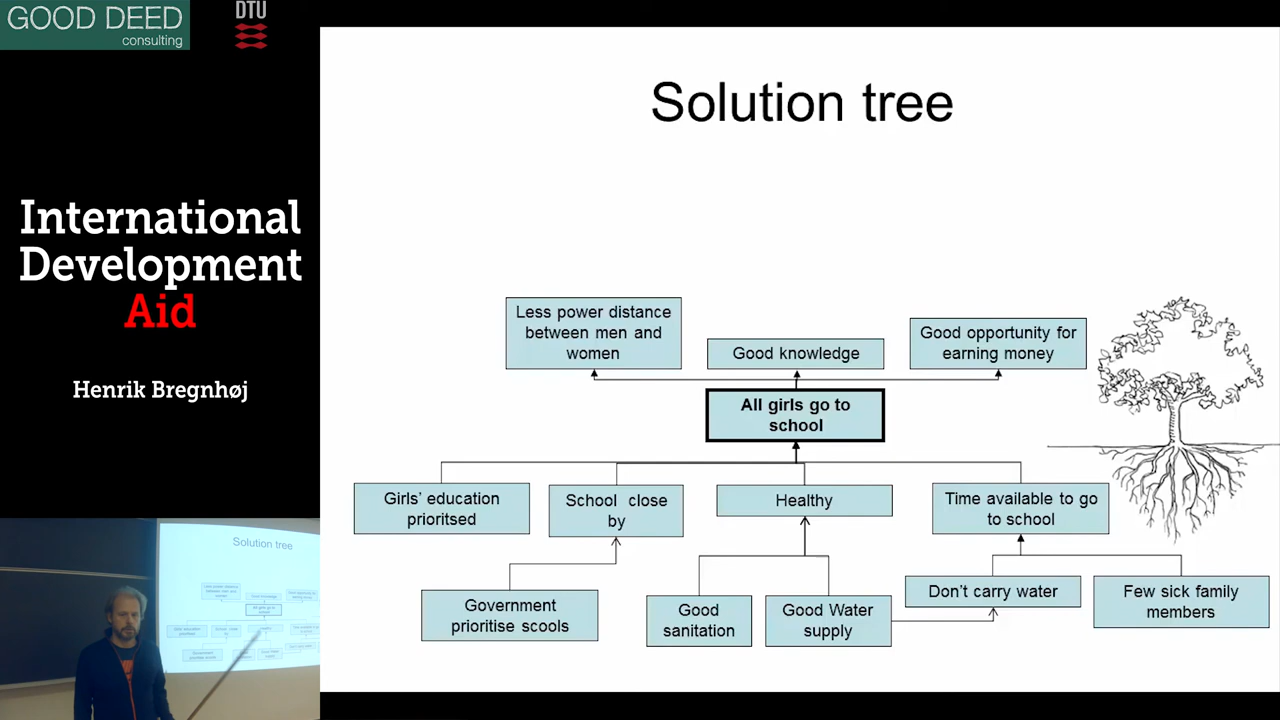 GOOD DEED
consulting
DTU
International
Development
Aid
Henrik Bregnhøj
Solution tree
Less power distance
between men and
women
Good knowledge
Good opportunity for
earning money
All girls go to
school
Girls' education
prioritsed
School close
by
Healthy
Time available to go
to school
Government
prioritise scools
Good
sanitation
Good Water
supply
Don't carry water
Few sick family
members
Solution tree